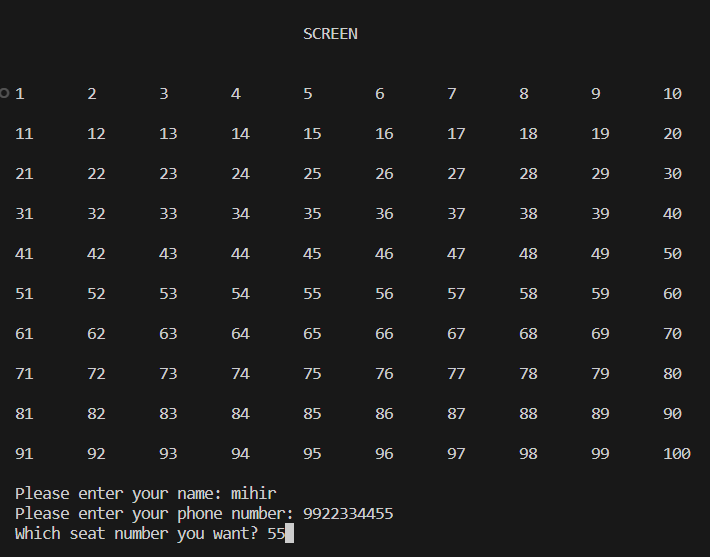 SCREEN
1 2 3 4 5 6 7 8 9 10
11 12 13 14 15 16 17 18 19 20
21 22 23 24 25 26 27 28 29 30
31 32 33 34 35 36 37 38 39 40
41 42 43 44 45 46 47 48 49 50
51 52 53 54 55 56 57 58 59 60
61 62 63 64 65 66 67 68 69 70
71 72 73 74 75 76 77 78 79 80
81 82 83 84 85 86 87 88 89 90
91 92 93 94 95 96 97 98 99 100
Please enter your name: mihir
Please enter your phone number: 9922334455
Which seat number you want? 55